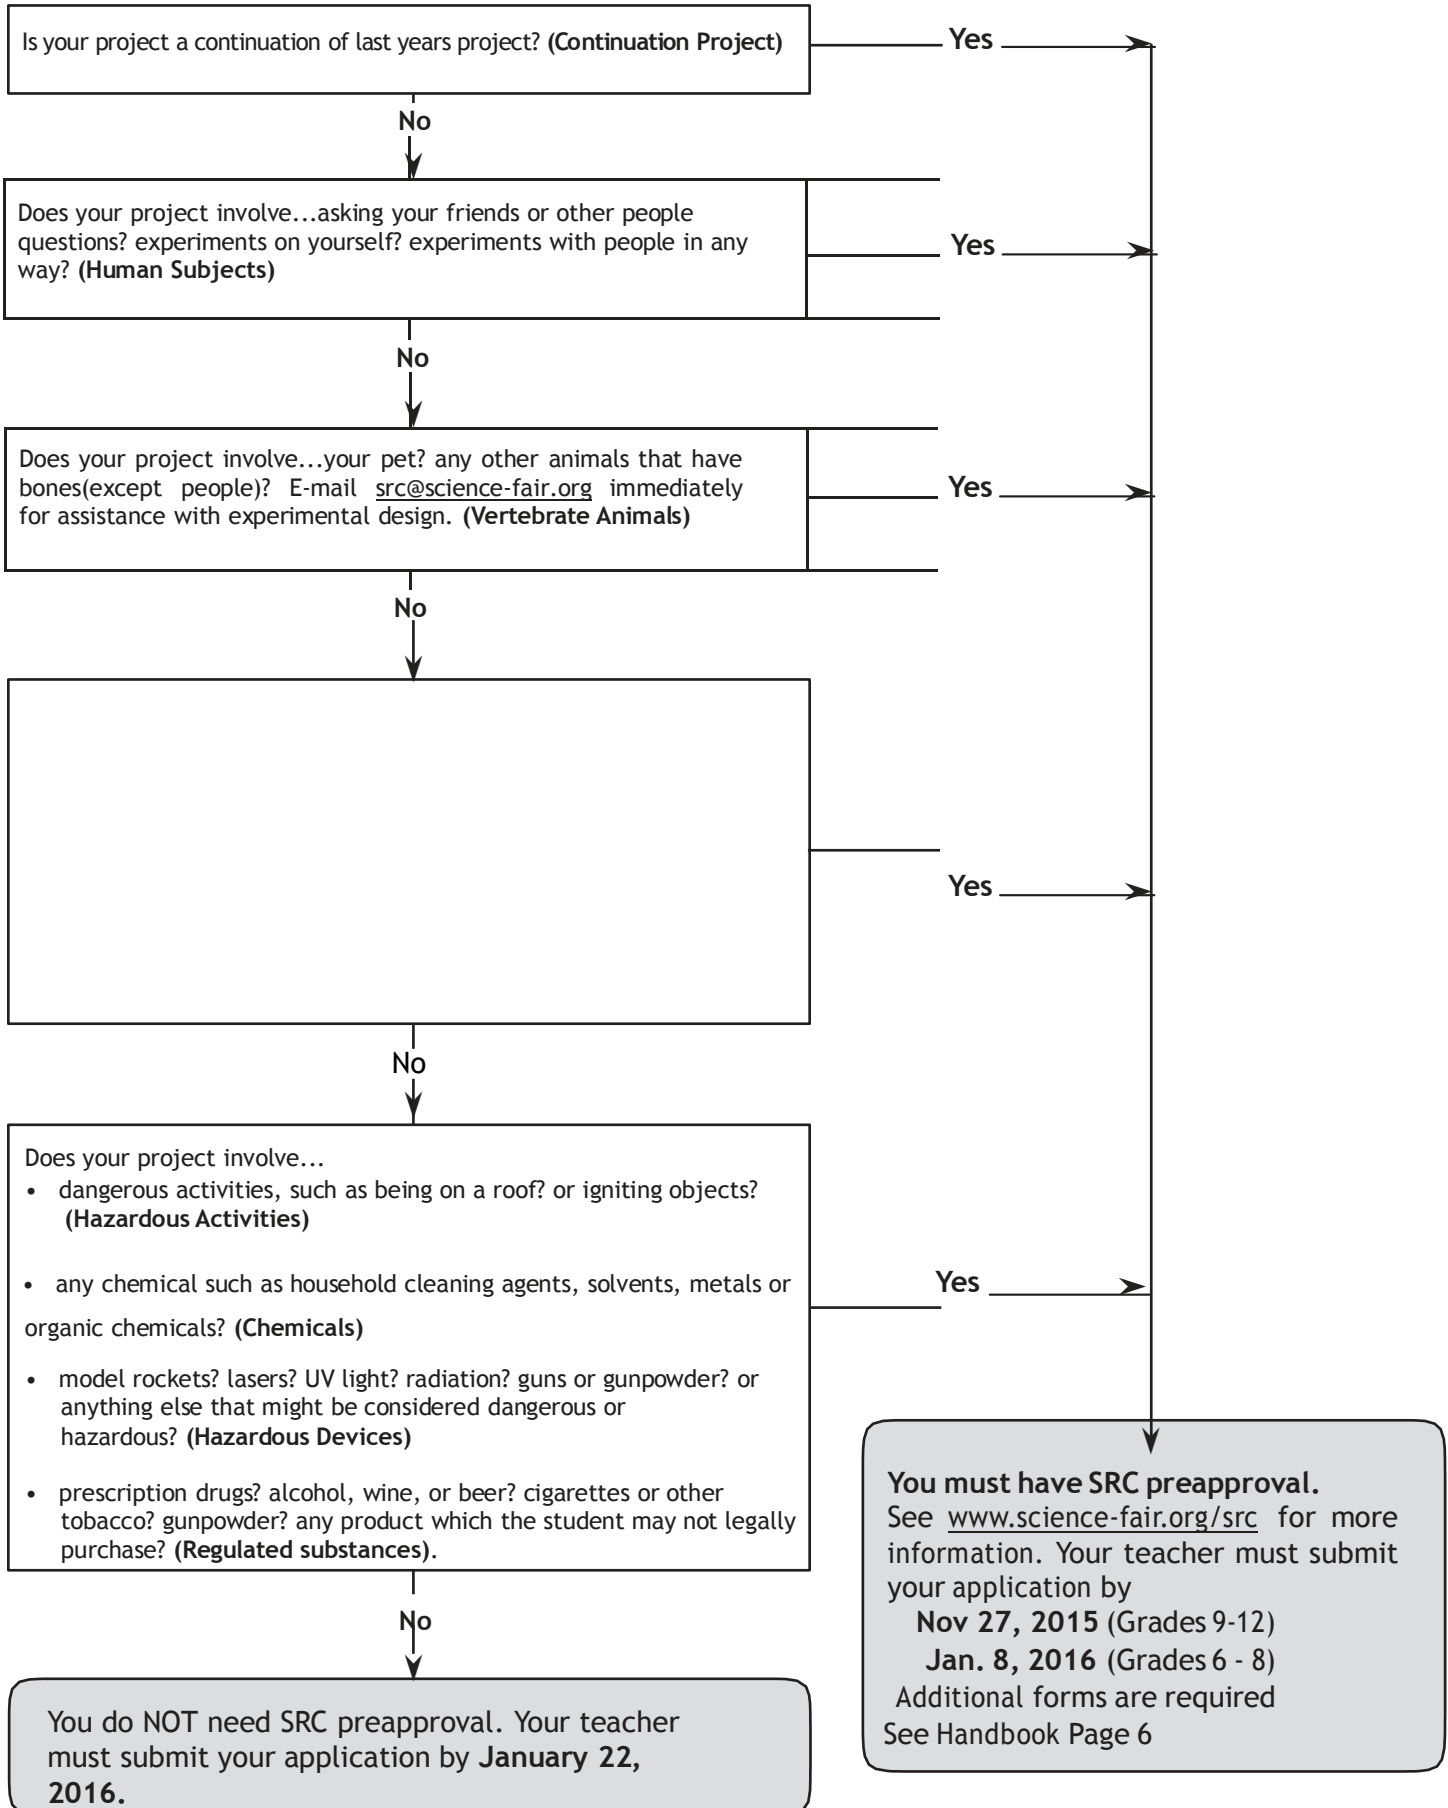 Is your project a continuation of last years project? (Continuation Project)
Yes
No
Does your project involve...asking your friends or other people
questions? experiments on yourself? experiments with people in any
way? (Human Subjects)
Yes
No
Does your project involve...your pet? any other animals that have
bones(except people)? E-mail src@science-fair.org immediately
for assistance with experimental design. (Vertebrate Animals)
Yes
No
Yes
No
Does your project involve...
• dangerous activities, such as being on a roof? or igniting objects?
(Hazardous Activities)
• any chemical such as household cleaning agents, solvents, metals or
organic chemicals? (Chemicals)
• model rockets? lasers? UV light? radiation? guns or gunpowder? or
anything else that might be considered dangerous or
hazardous? (Hazardous Devices)
• prescription drugs? alcohol, wine, or beer? cigarettes or other
tobacco? gunpowder? any product which the student may not legally
purchase? (Regulated substances).
Yes
No
You must have SRC preapproval.
See www.science-fair.org/src for more
information. Your teacher must submit
your application by
Nov 27, 2015 (Grades 9-12)
Jan. 8, 2016 (Grades 6 - 8)
Additional forms are required
See Handbook Page 6
You do NOT need SRC preapproval. Your teacher
must submit your application by January 22,
2016.